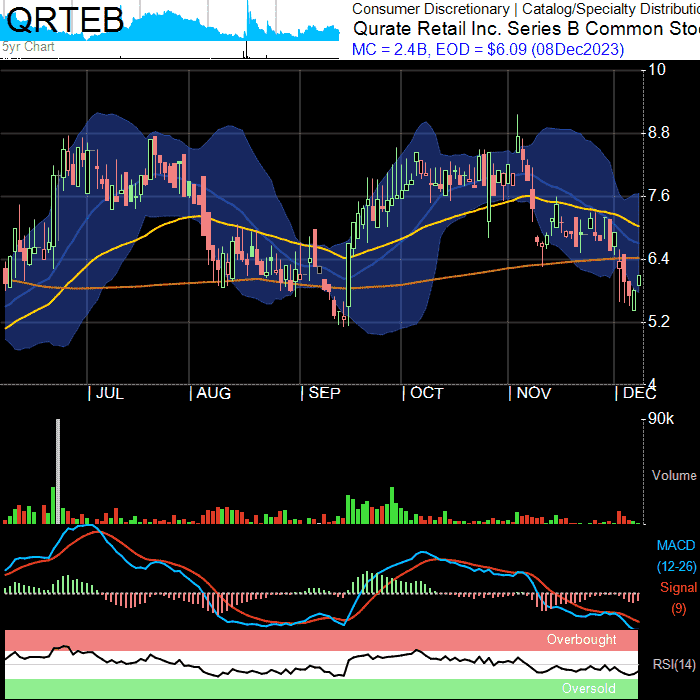 QRTEB
5yr Chart
Consumer Discretionary | Catalog/Specialty Distributi
Qurate Retail Inc. Series B Common Sto
MC = 2.4B, EOD = $6.09 (08Dec2023)
10
8.8
7.6
6.4
5.2
4
JUL AUG SEP OCT NOV DEC
90k
Volume
MACD
(12-26)
Signal
(9)
Overbought
RSI(14)
Oversold